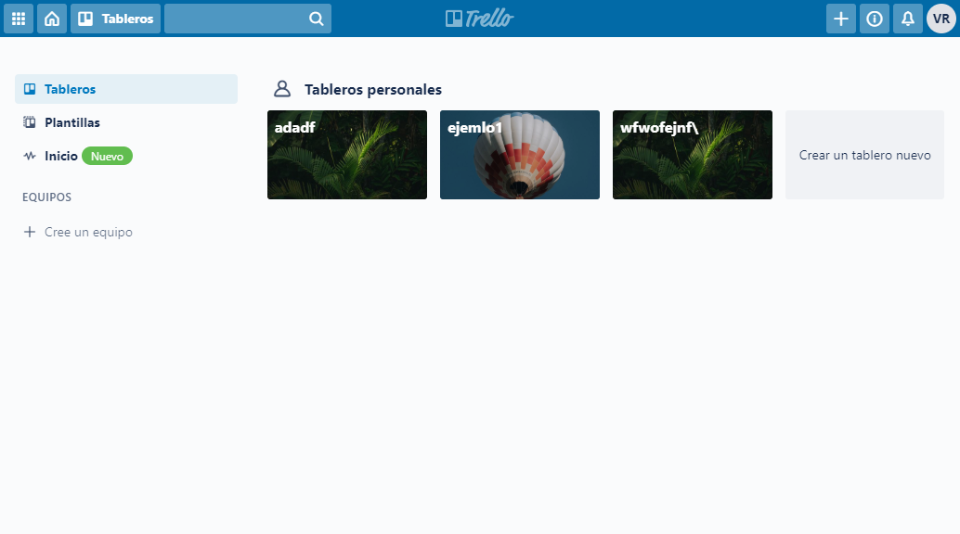 Tableros
Trello
VR
Tableros
Plantillas
Inicio Nuevo
EQUIPOS
Cree un equipo
Tableros personales
adadf
ejemlo1
wfwofejnf\
Crear un tablero nuevo